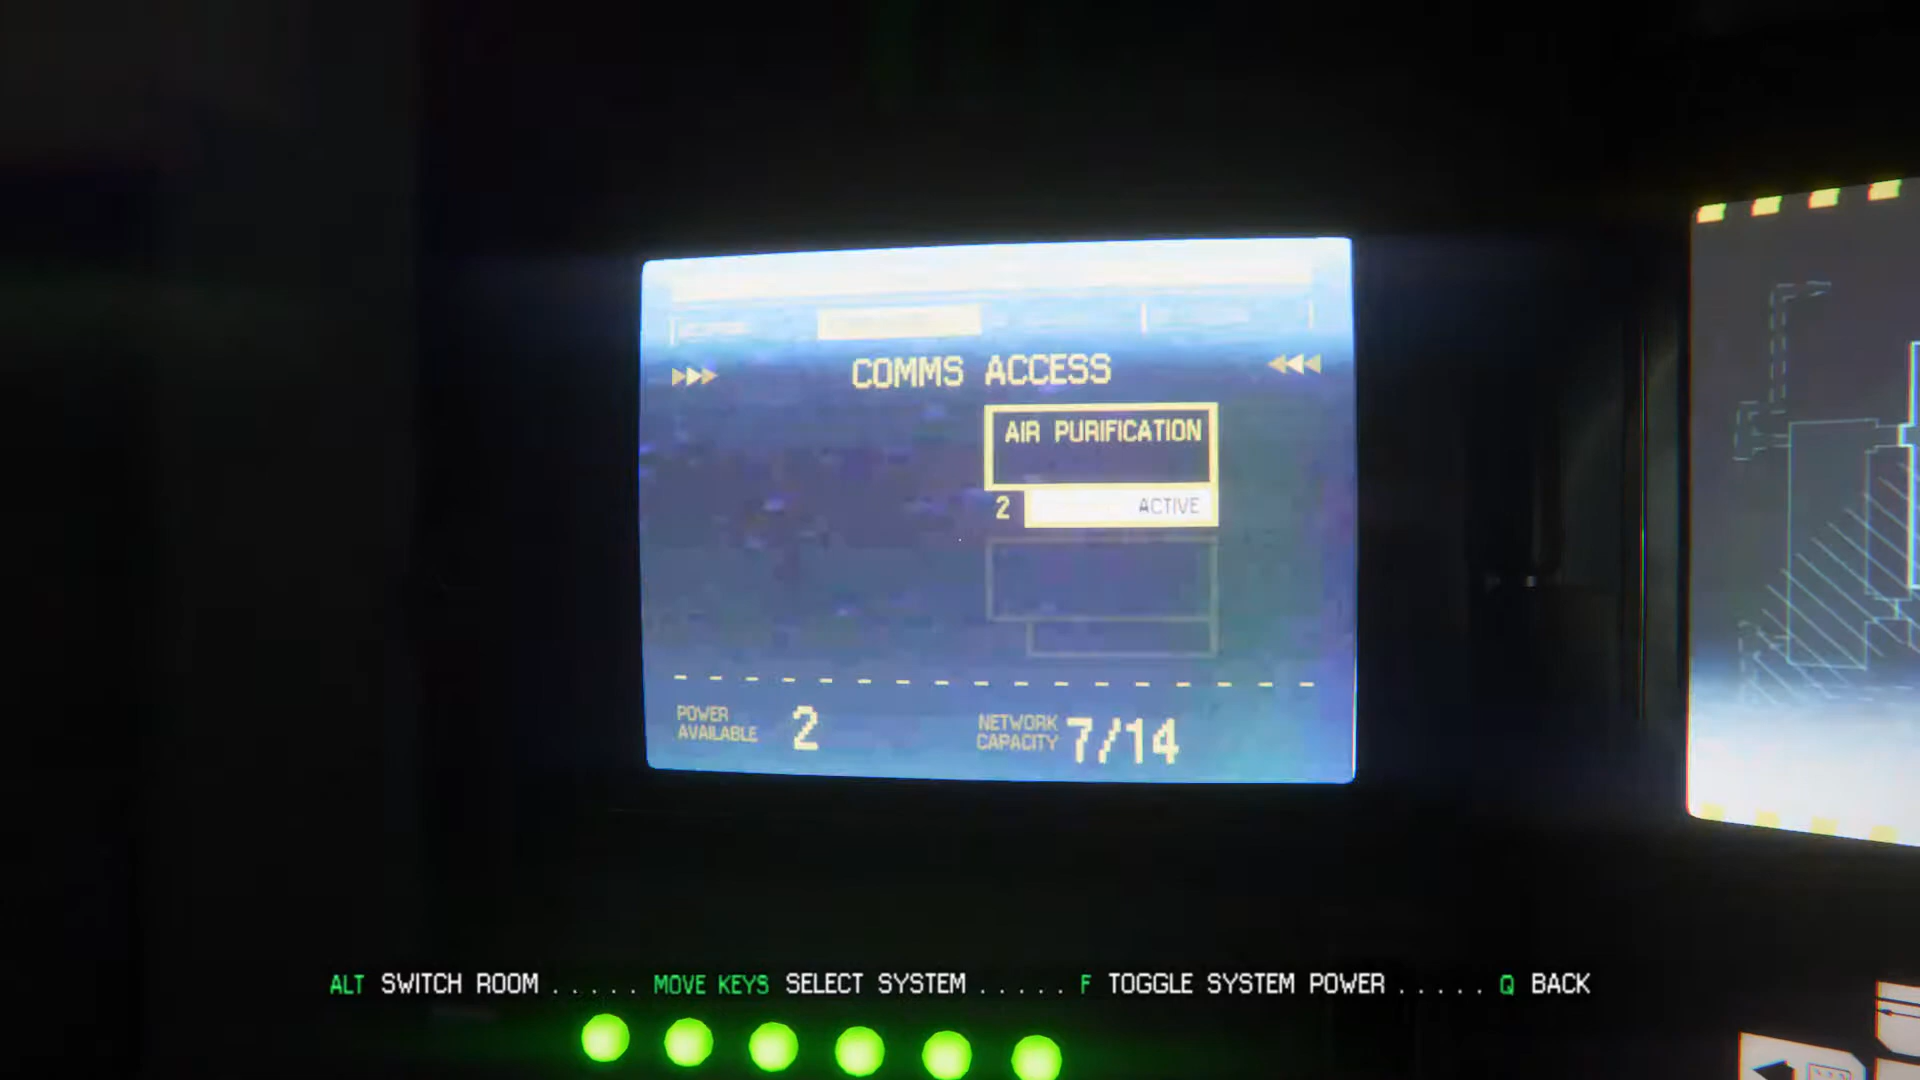 COMMS ACCESS
AIR PURIFICATION
2 ACTIVE
POWER AVAILABLE 2
NETWORK CAPACITY 7/14
ALT SWITCH ROOM ..... MOVE KEYS SELECT SYSTEM ..... F TOGGLE SYSTEM POWER ..... Q BACK